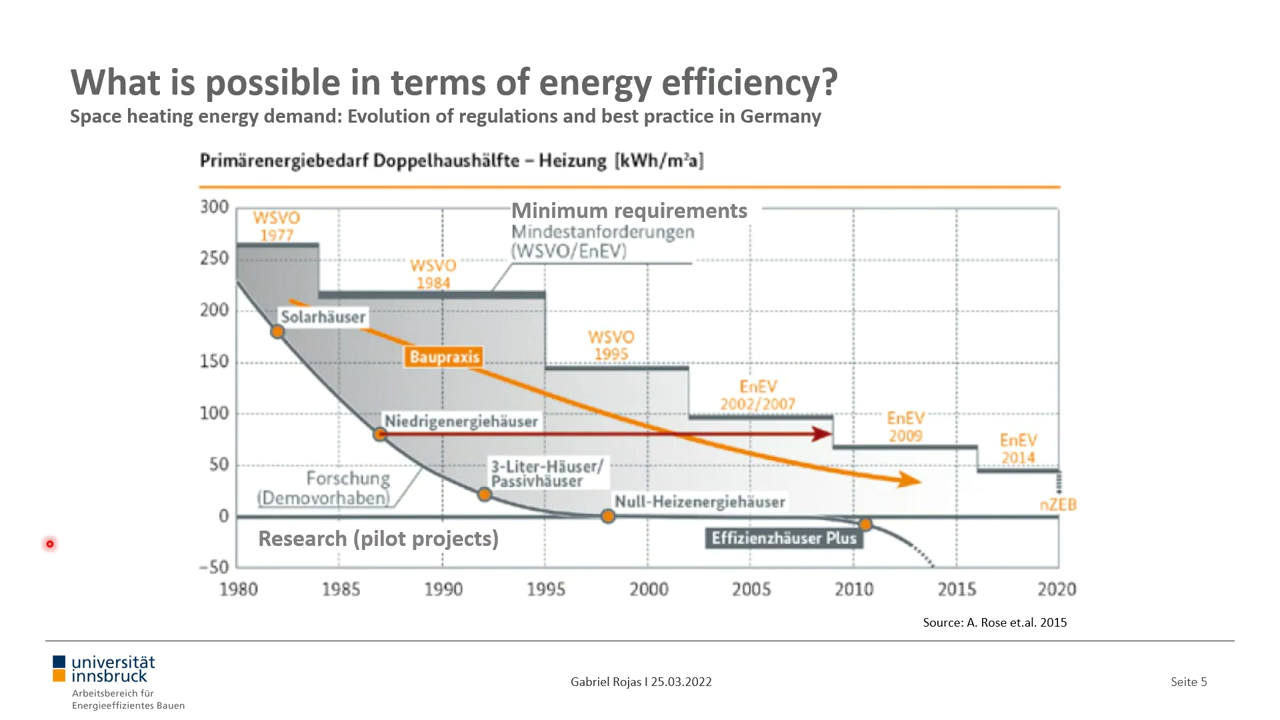 What is possible in terms of energy efficiency?
Space heating energy demand: Evolution of regulations and best practice in Germany
Primärenergiebedarf Doppelhaushälfte – Heizung [kWh/m²a]
300
250
200
150
100
50
0
−50
WSVO
1977
Minimum requirements
Mindestanforderungen
(WSVO/EnEV)
WSVO
1984
Solarhäuser
Baupraxis
WSVO
1995
EnEV
2002/2007
EnEV
2009
EnEV
2014
Niedrigenergiehäuser
Forschung
(Demovorhaben)
3-Liter-Häuser/
Passivhäuser
Null-Heizenergiehäuser
nZEB
Research (pilot projects)
Effizienzhäuser Plus
1980 1985 1990 1995 2000 2005 2010 2015 2020
Source: A. Rose et.al. 2015
universität
innsbruck
Arbeitsbereich für
Energieeffizientes Bauen
Gabriel Rojas I 25.03.2022
Seite 5